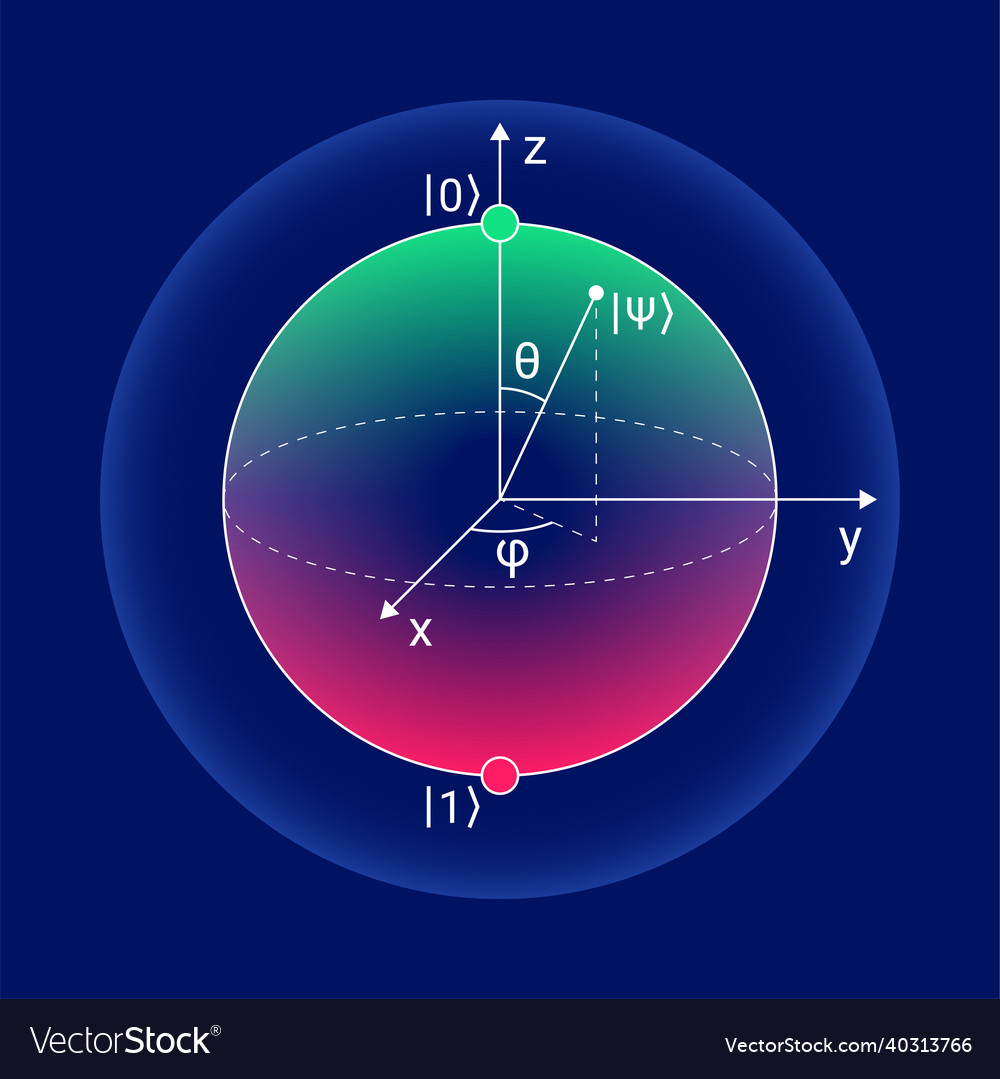 z
|0⟩
|ψ⟩
θ
y
φ
x
|1⟩
VectorStock®
VectorStock.com/40313766